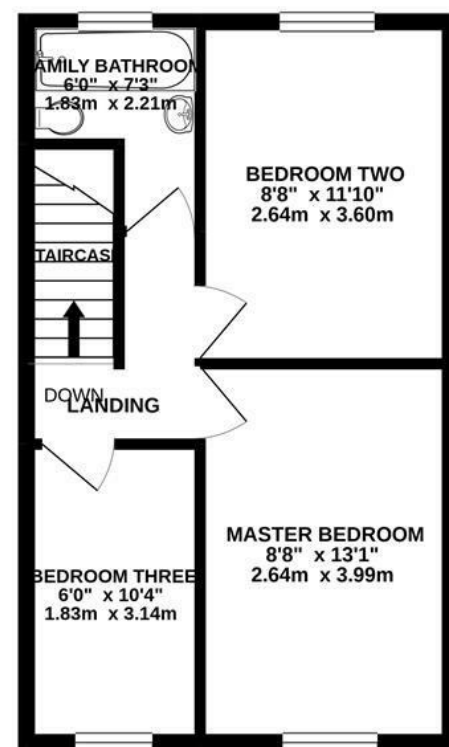 AMILY BATHROOM
6'0" x 7'3"
1.83m x 2.21m
BEDROOM TWO
8'8" x 11'10"
2.64m x 3.60m
TAIRCAS
DOWN
LANDING
MASTER BEDROOM
8'8" x 13'1"
2.64m x 3.99m
BEDROOM THREE
6'0" x 10'4"
1.83m x 3.14m